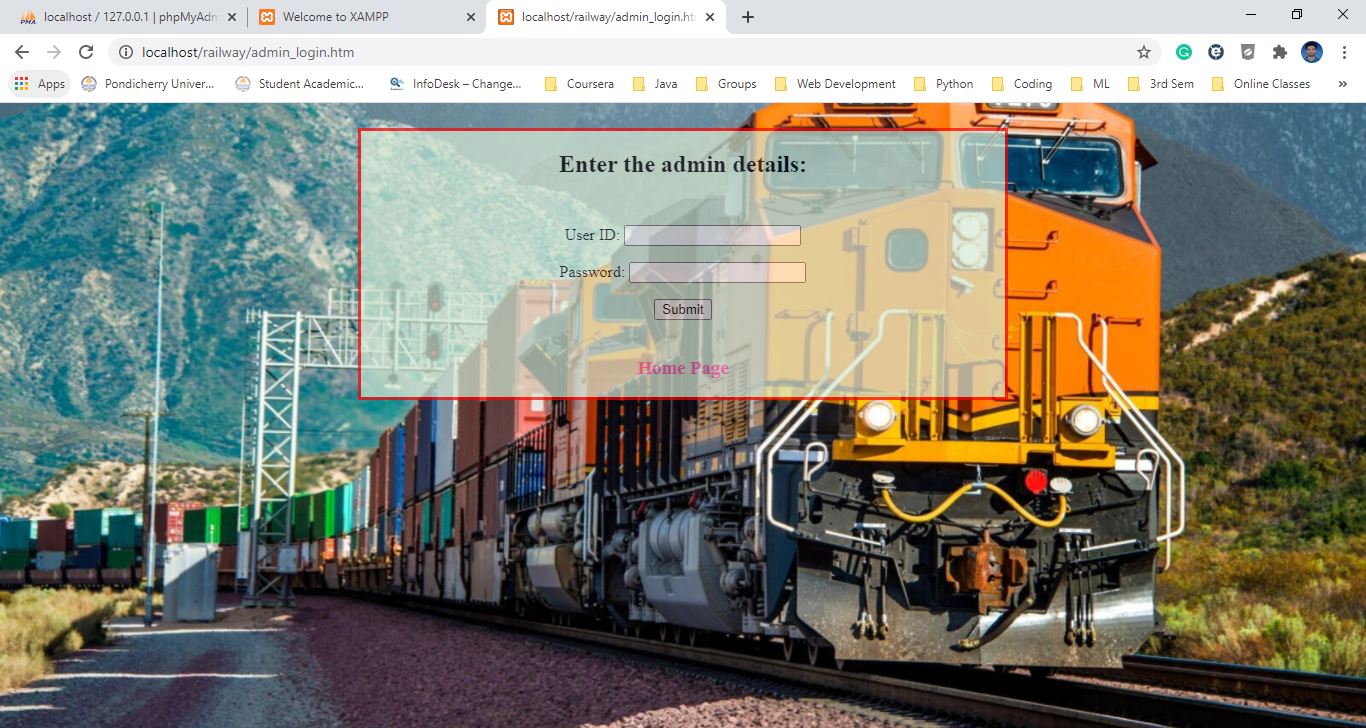 localhost / 127.0.0.1 | phpMyAdm
Welcome to XAMPP
localhost/railway/admin_login.ht
localhost/railway/admin_login.htm
Apps
Pondicherry Univer...
Student Academic...
InfoDesk – Change...
Coursera
Java
Groups
Web Development
Python
Coding
ML
3rd Sem
Online Classes
»
Enter the admin details:
User ID:
Password:
Submit
Home Page